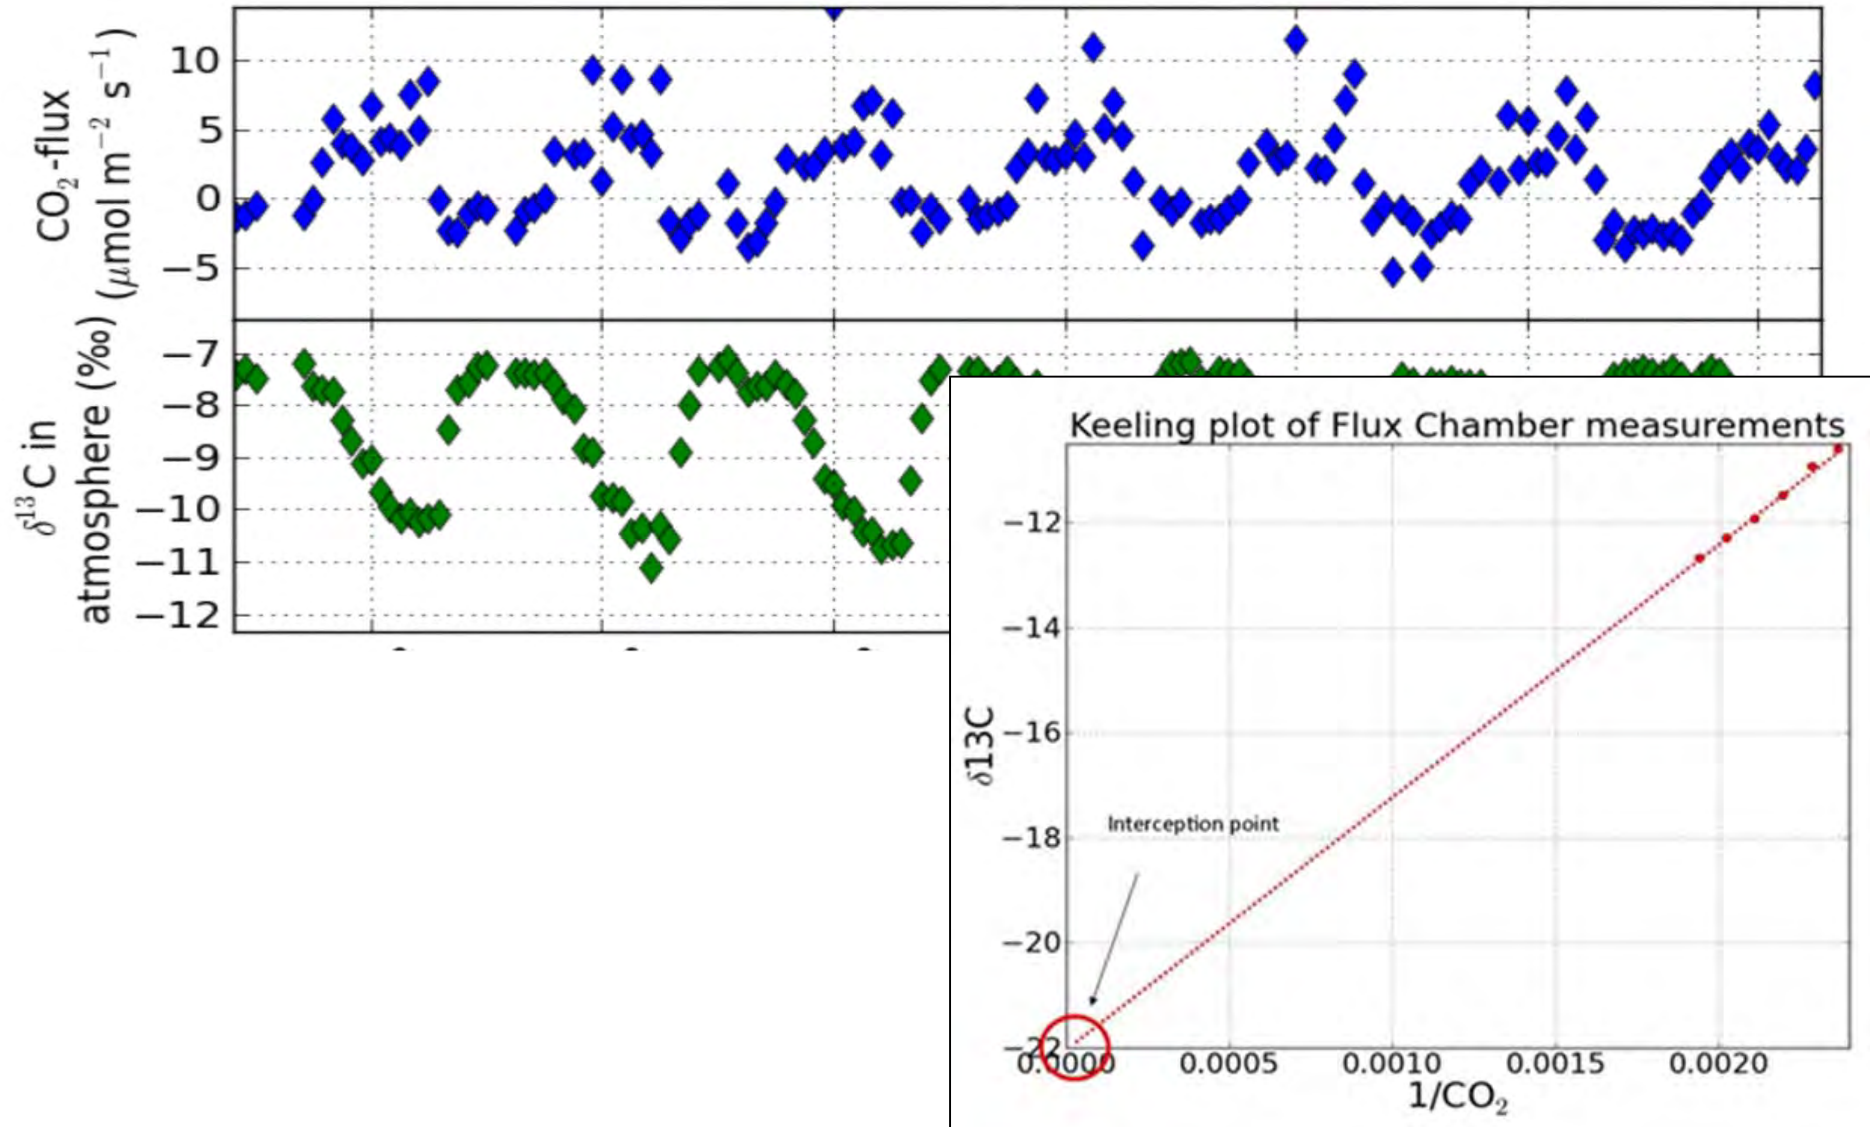 CO₂-flux
(μmol m⁻² s⁻¹)
10
5
0
−5
δ¹³C in
atmosphere (‰)
−7
−8
−9
−10
−11
−12
Keeling plot of Flux Chamber measurements
δ13C
−12
−14
−16
−18
−20
−22
Interception point
0.0000 0.0005 0.0010 0.0015 0.0020
1/CO₂